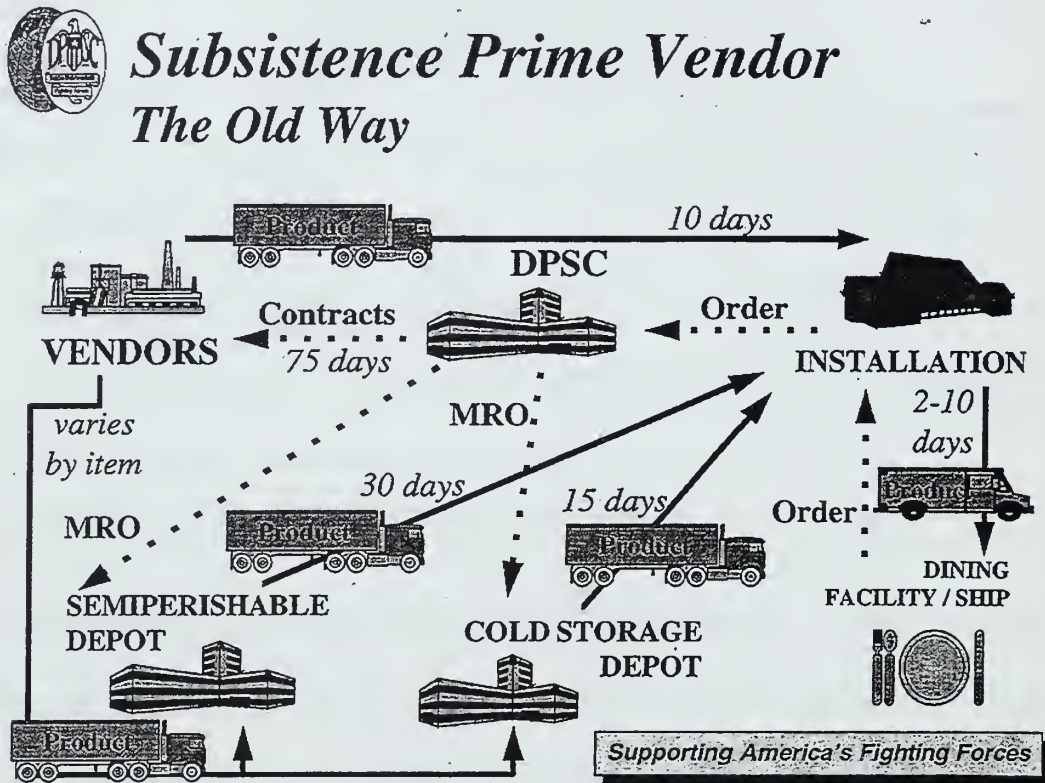 DPSC
Subsistence Prime Vendor
The Old Way
Product
10 days
DPSC
Contracts
Order
VENDORS
75 days
INSTALLATION
varies
by item
MRO
2-10
days
30 days
15 days
Product
MRO
Order
Product
Product
SEMIPERISHABLE
DEPOT
DINING
FACILITY / SHIP
COLD STORAGE
DEPOT
Product
Supporting America's Fighting Forces